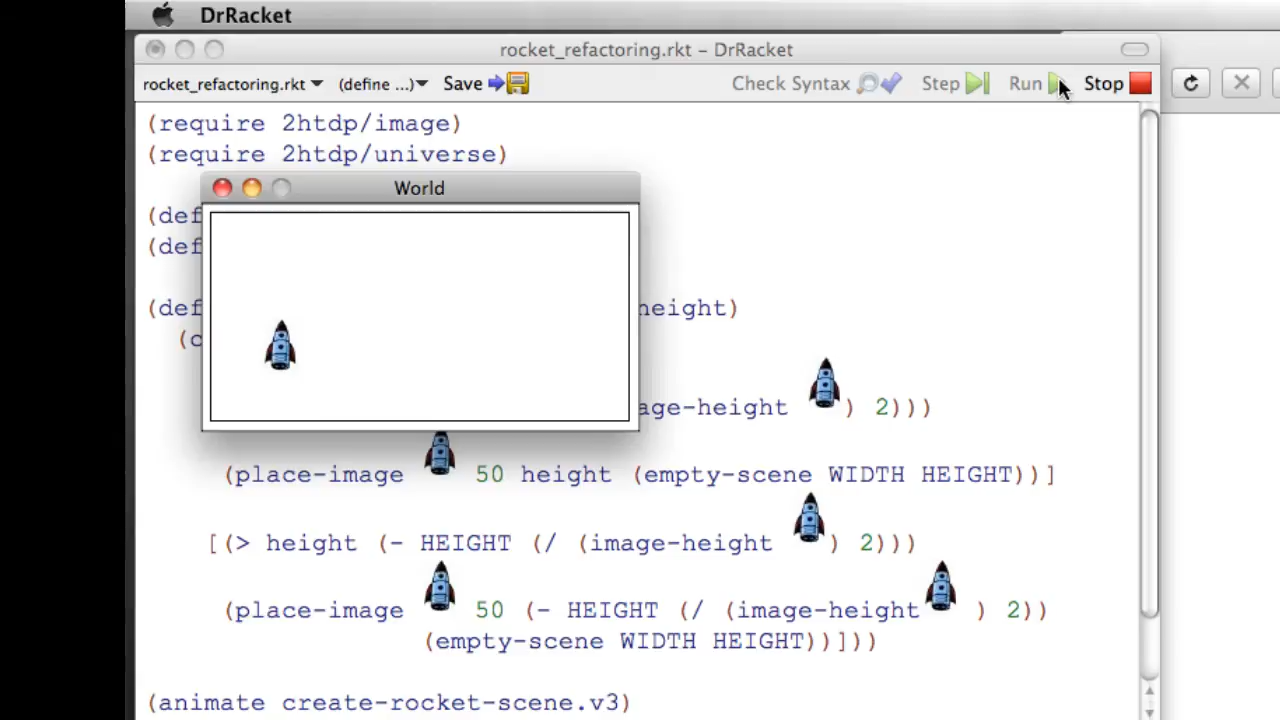 DrRacket
rocket_refactoring.rkt – DrRacket
rocket_refactoring.rkt (define ...) Save Check Syntax Step Run Stop
(require 2htdp/image)
(require 2htdp/universe)
World
(def
(def
(def height)
(c
age-height ) 2)))
(place-image 50 height (empty-scene WIDTH HEIGHT))]
[(> height (- HEIGHT (/ (image-height ) 2)))
(place-image 50 (- HEIGHT (/ (image-height ) 2))
(empty-scene WIDTH HEIGHT))]))
(animate create-rocket-scene.v3)